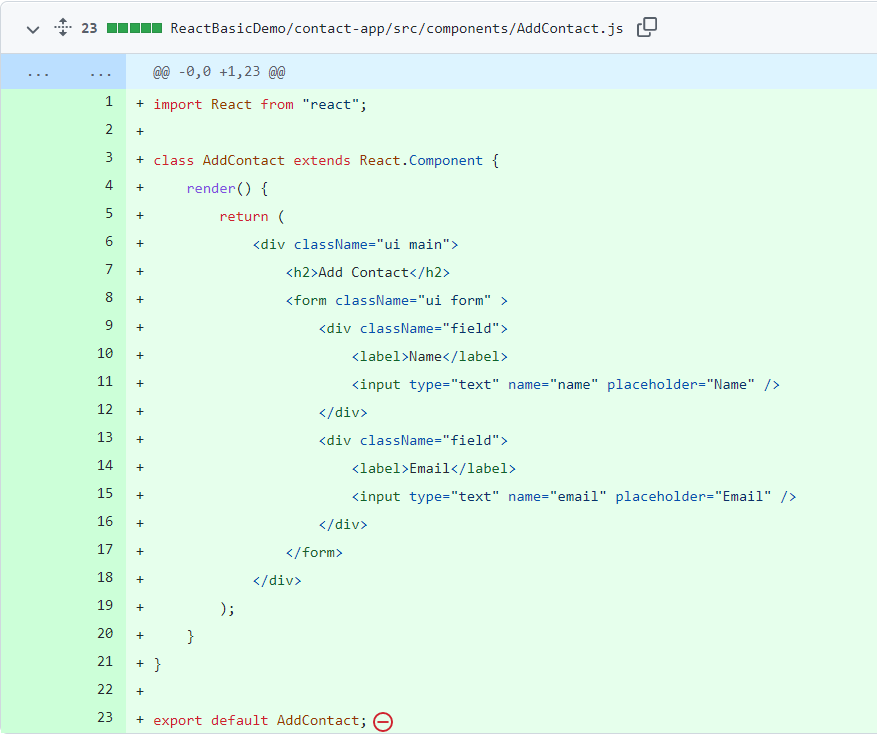 23 ReactBasicDemo/contact-app/src/components/AddContact.js
... ... @@ -0,0 +1,23 @@
1 + import React from "react";
2 +
3 + class AddContact extends React.Component {
4 +     render() {
5 +         return (
6 +             <div className="ui main">
7 +                 <h2>Add Contact</h2>
8 +                 <form className="ui form" >
9 +                     <div className="field">
10 +                         <label>Name</label>
11 +                         <input type="text" name="name" placeholder="Name" />
12 +                     </div>
13 +                     <div className="field">
14 +                         <label>Email</label>
15 +                         <input type="text" name="email" placeholder="Email" />
16 +                     </div>
17 +                 </form>
18 +             </div>
19 +         );
20 +     }
21 + }
22 +
23 + export default AddContact;